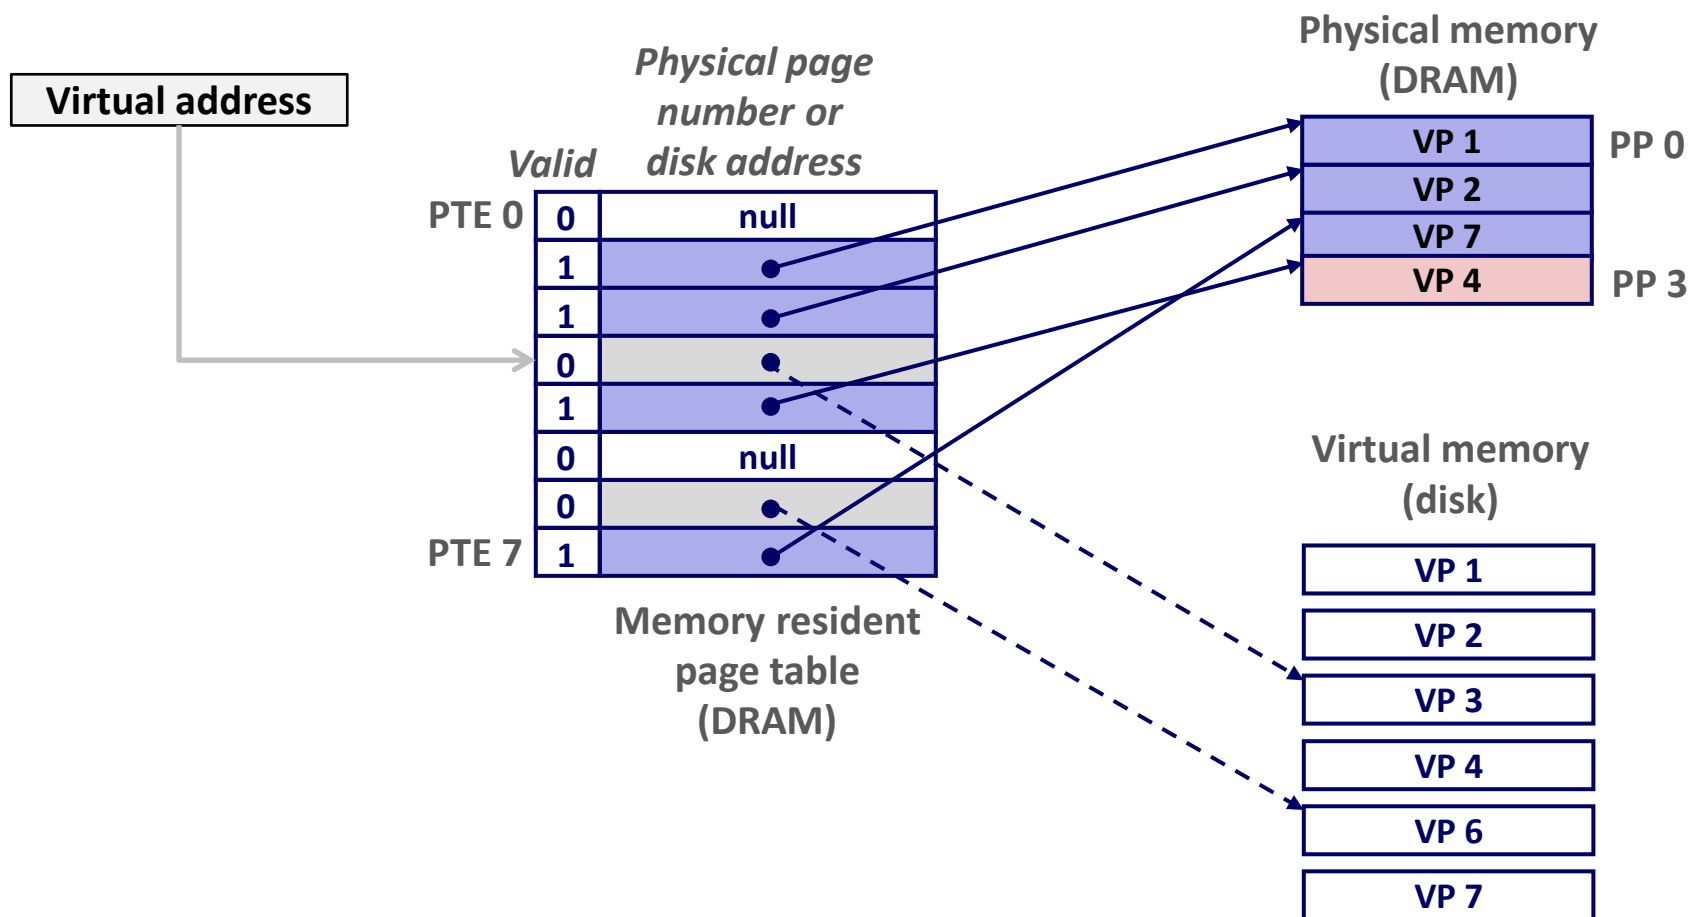 Virtual address
Physical page
number or
disk address
Valid
PTE 0
0
null
1
1
0
1
0
null
0
PTE 7
1
Memory resident
page table
(DRAM)
Physical memory
(DRAM)
VP 1
PP 0
VP 2
VP 7
VP 4
PP 3
Virtual memory
(disk)
VP 1
VP 2
VP 3
VP 4
VP 6
VP 7